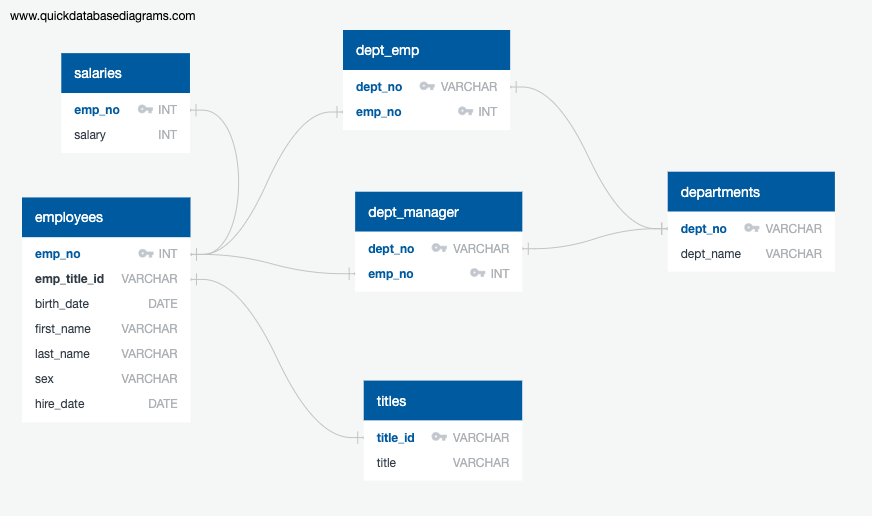 www.quickdatabasediagrams.com
salaries
emp_no INT
salary INT
employees
emp_no INT
emp_title_id VARCHAR
birth_date DATE
first_name VARCHAR
last_name VARCHAR
sex VARCHAR
hire_date DATE
dept_emp
dept_no VARCHAR
emp_no INT
dept_manager
dept_no VARCHAR
emp_no INT
titles
title_id VARCHAR
title VARCHAR
departments
dept_no VARCHAR
dept_name VARCHAR